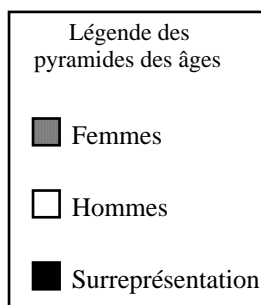 Légende des
pyramides des âges
Femmes
Hommes
Surreprésentation